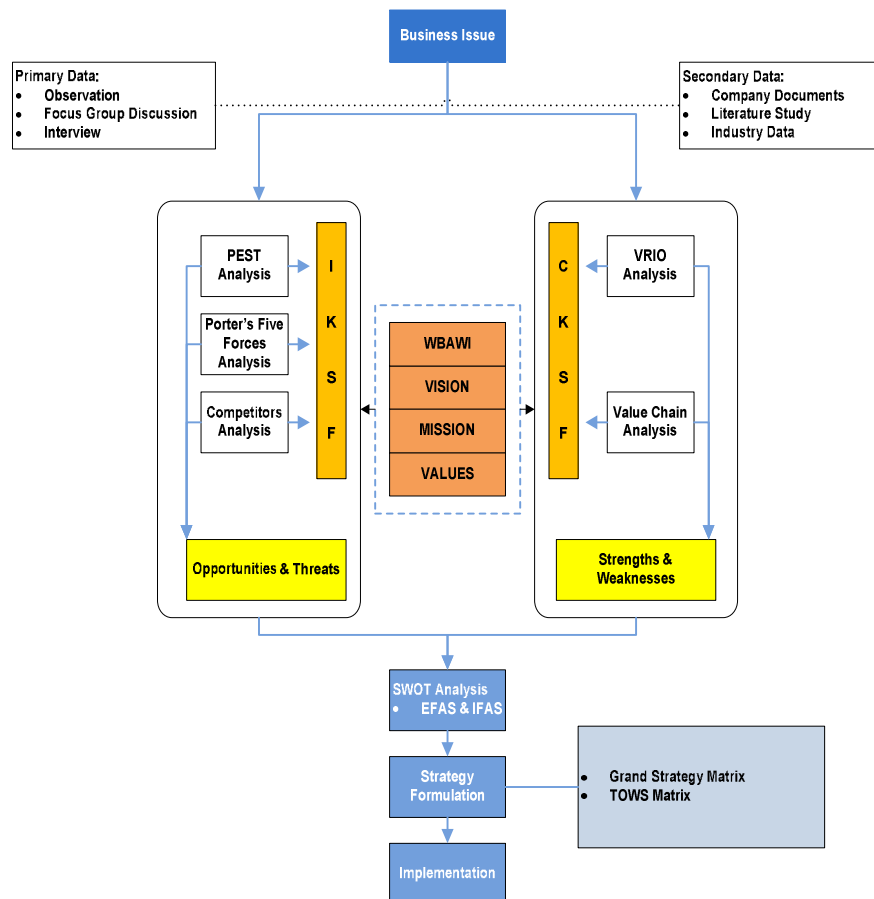 Business Issue
Primary Data:
• Observation
• Focus Group Discussion
• Interview
Secondary Data:
• Company Documents
• Literature Study
• Industry Data
PEST
Analysis
Porter's Five
Forces
Analysis
Competitors
Analysis
I
K
S
F
Opportunities & Threats
WBAWI
VISION
MISSION
VALUES
C
K
S
F
VRIO
Analysis
Value Chain
Analysis
Strengths &
Weaknesses
SWOT Analysis
• EFAS & IFAS
Strategy
Formulation
• Grand Strategy Matrix
• TOWS Matrix
Implementation